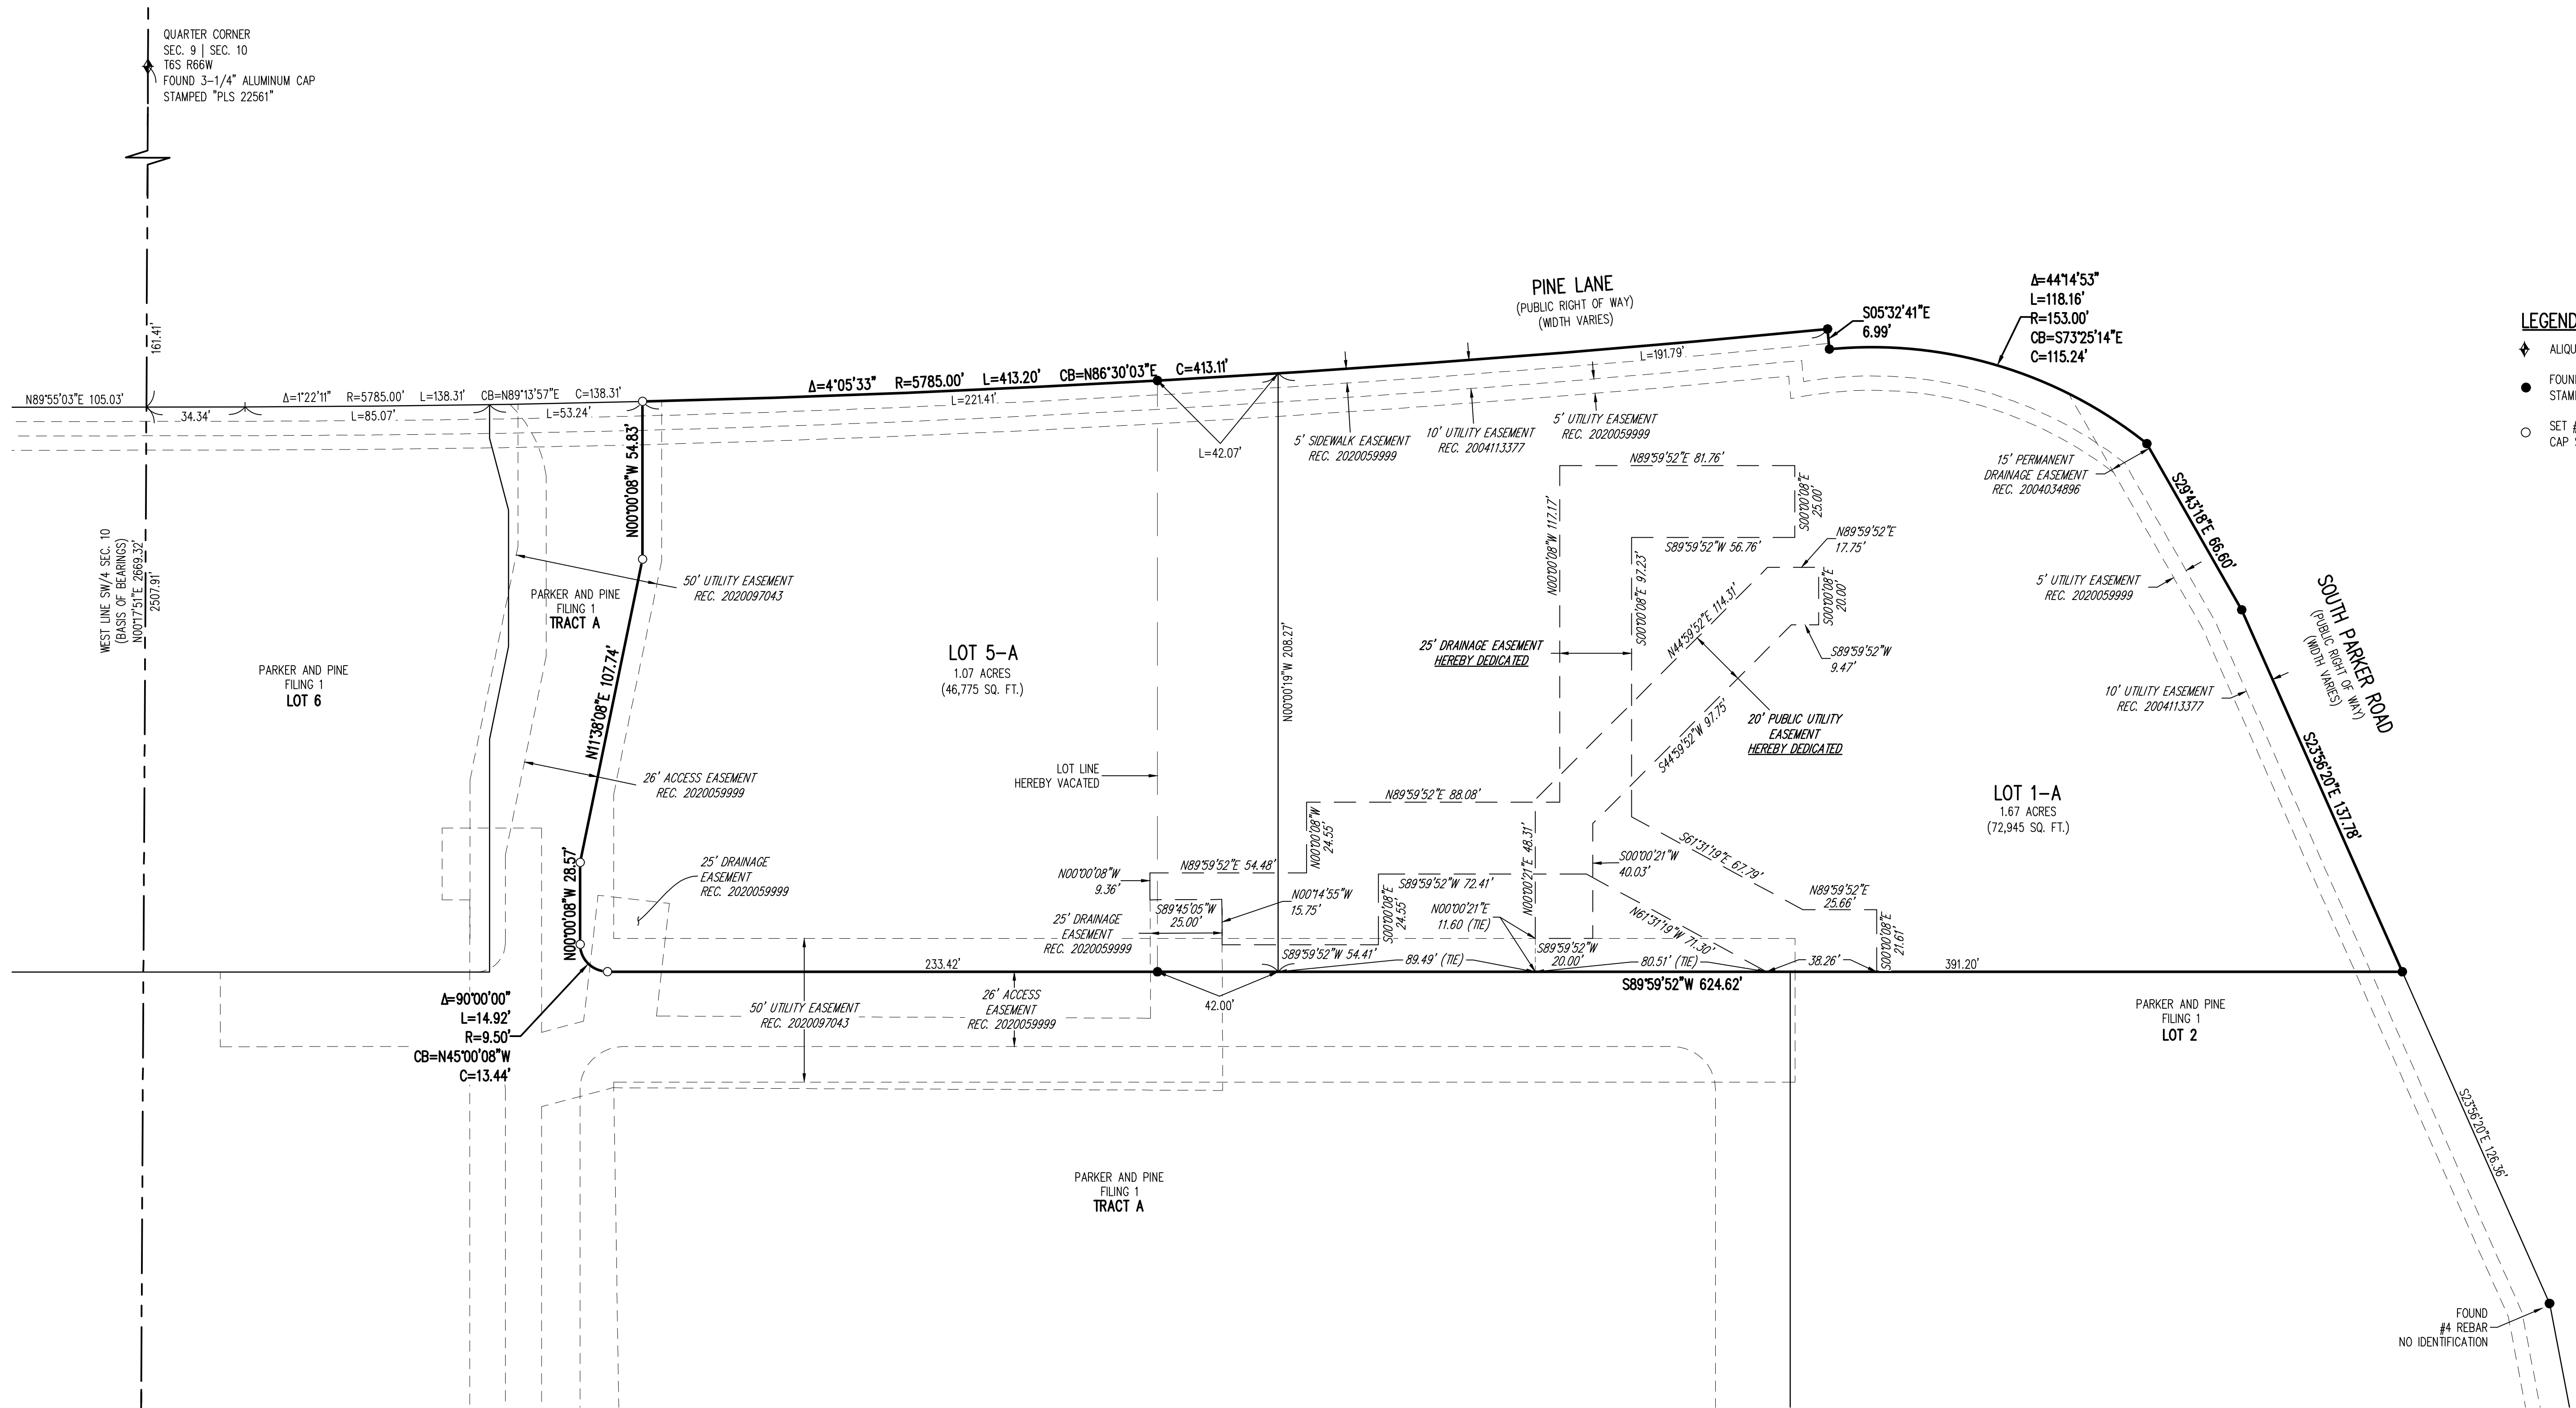 QUARTER CORNER
SEC. 9 | SEC. 10
T6S R66W
FOUND 3-1/4" ALUMINUM CAP
STAMPED "PLS 22561"
161.41'
N89°55'03"E 105.03'
34.34'
Δ=1°22'11" R=5785.00' L=138.31' CB=N89°13'57"E C=138.31'
L=85.07'
L=53.24'
Δ=4°05'33" R=5785.00' L=413.20' CB=N86°30'03"E C=413.11'
L=221.41'
L=42.07'
L=191.79'
PINE LANE
(PUBLIC RIGHT OF WAY)
(WIDTH VARIES)
S05°32'41"E
6.99'
Δ=44°14'53"
L=118.16'
R=153.00'
CB=S73°25'14"E
C=115.24'
LEGEND
ALIQU
FOUN
STAM
SET #
CAP S
5' SIDEWALK EASEMENT
REC. 2020059999
10' UTILITY EASEMENT
REC. 2004113377
5' UTILITY EASEMENT
REC. 2020059999
15' PERMANENT
DRAINAGE EASEMENT
REC. 2004034896
S29°43'18"E 66.60'
SOUTH PARKER ROAD
(PUBLIC RIGHT OF WAY)
(WIDTH VARIES)
5' UTILITY EASEMENT
REC. 2020059999
10' UTILITY EASEMENT
REC. 2004113377
S23°56'20"E 137.78'
WEST LINE SW/4 SEC. 10
(BASIS OF BEARINGS)
N00°17'51"E 2669.32'
2507.91'
PARKER AND PINE
FILING 1
LOT 6
PARKER AND PINE
FILING 1
TRACT A
N00°00'08"W 54.83'
50' UTILITY EASEMENT
REC. 2020097043
N11°38'08"E 107.74'
26' ACCESS EASEMENT
REC. 2020059999
N00°00'08"W 28.57'
25' DRAINAGE
EASEMENT
REC. 2020059999
LOT 5-A
1.07 ACRES
(46,775 SQ. FT.)
LOT LINE
HEREBY VACATED
N00°00'19"W 208.27'
N89°59'52"E 81.76'
S00°00'08"E
25.00'
N00°00'08"W 117.17'
S89°59'52"W 56.76'
S00°00'08"E 97.23'
N89°59'52"E
17.75'
S00°00'08"E
20.00'
S89°59'52"W
9.47'
N44°59'52"E 114.31'
S44°59'52"W 97.75'
25' DRAINAGE EASEMENT
HEREBY DEDICATED
20' PUBLIC UTILITY
EASEMENT
HEREBY DEDICATED
LOT 1-A
1.67 ACRES
(72,945 SQ. FT.)
N89°59'52"E 88.08'
N00°00'08"W
24.55'
N89°59'52"E 54.48'
N00°00'08"W
9.36'
S89°45'05"W
25.00'
N00°14'55"W
15.75'
25' DRAINAGE
EASEMENT
REC. 2020059999
S89°59'52"W 54.41'
S00°00'08"E
24.55'
S89°59'52"W 72.41'
N00°00'21"E
11.60 (TIE)
N00°00'21"E 48.31'
S00°00'21"W
40.03'
S89°59'52"W
20.00'
S61°31'19"E 67.79'
N61°31'19"W 71.30'
N89°59'52"E
25.66'
S00°00'08"E
21.61'
233.42'
42.00'
89.49' (TIE)
80.51' (TIE)
38.26'
391.20'
S89°59'52"W 624.62'
Δ=90°00'00"
L=14.92'
R=9.50'
CB=N45°00'08"W
C=13.44'
50' UTILITY EASEMENT
REC. 2020097043
26' ACCESS
EASEMENT
REC. 2020059999
PARKER AND PINE
FILING 1
LOT 2
PARKER AND PINE
FILING 1
TRACT A
S23°56'20"E 126.36'
FOUND
#4 REBAR
NO IDENTIFICATION